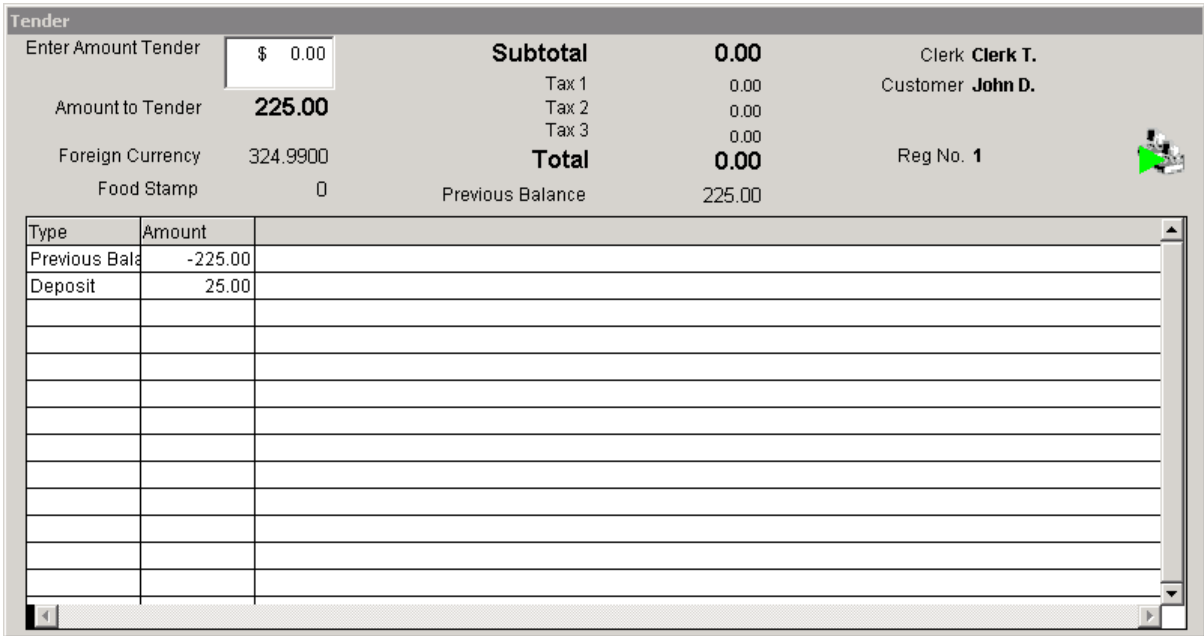 Tender
Enter Amount Tender $ 0.00 Subtotal 0.00 Clerk Clerk T.
Tax 1 0.00 Customer John D.
Amount to Tender 225.00 Tax 2 0.00
Tax 3 0.00
Foreign Currency 324.9900 Total 0.00 Reg No. 1
Food Stamp 0 Previous Balance 225.00
Type Amount
Previous Bala -225.00
Deposit 25.00